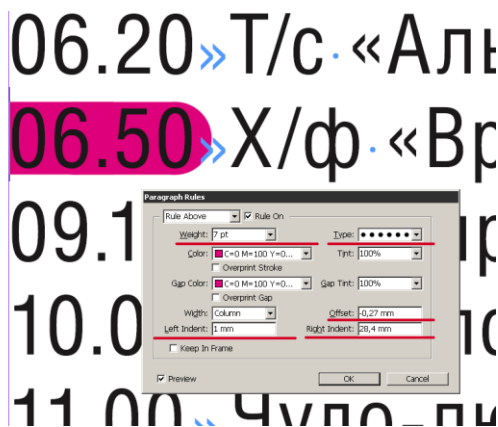 06.20»Т/с·«Аль
06.50»Х/ф·«Вр
Paragraph Rules
Rule Above Rule On
Weight: 7 pt Type:
Color: C=0 M=100 Y=0... Tint: 100%
Overprint Stroke
Gap Color: C=0 M=100 Y=0... Gap Tint: 100%
Overprint Gap
Width: Column Offset: -0,27 mm
Left Indent: 1 mm Right Indent: 28,4 mm
Keep In Frame
Preview OK Cancel
09.1
10.0
11.00»